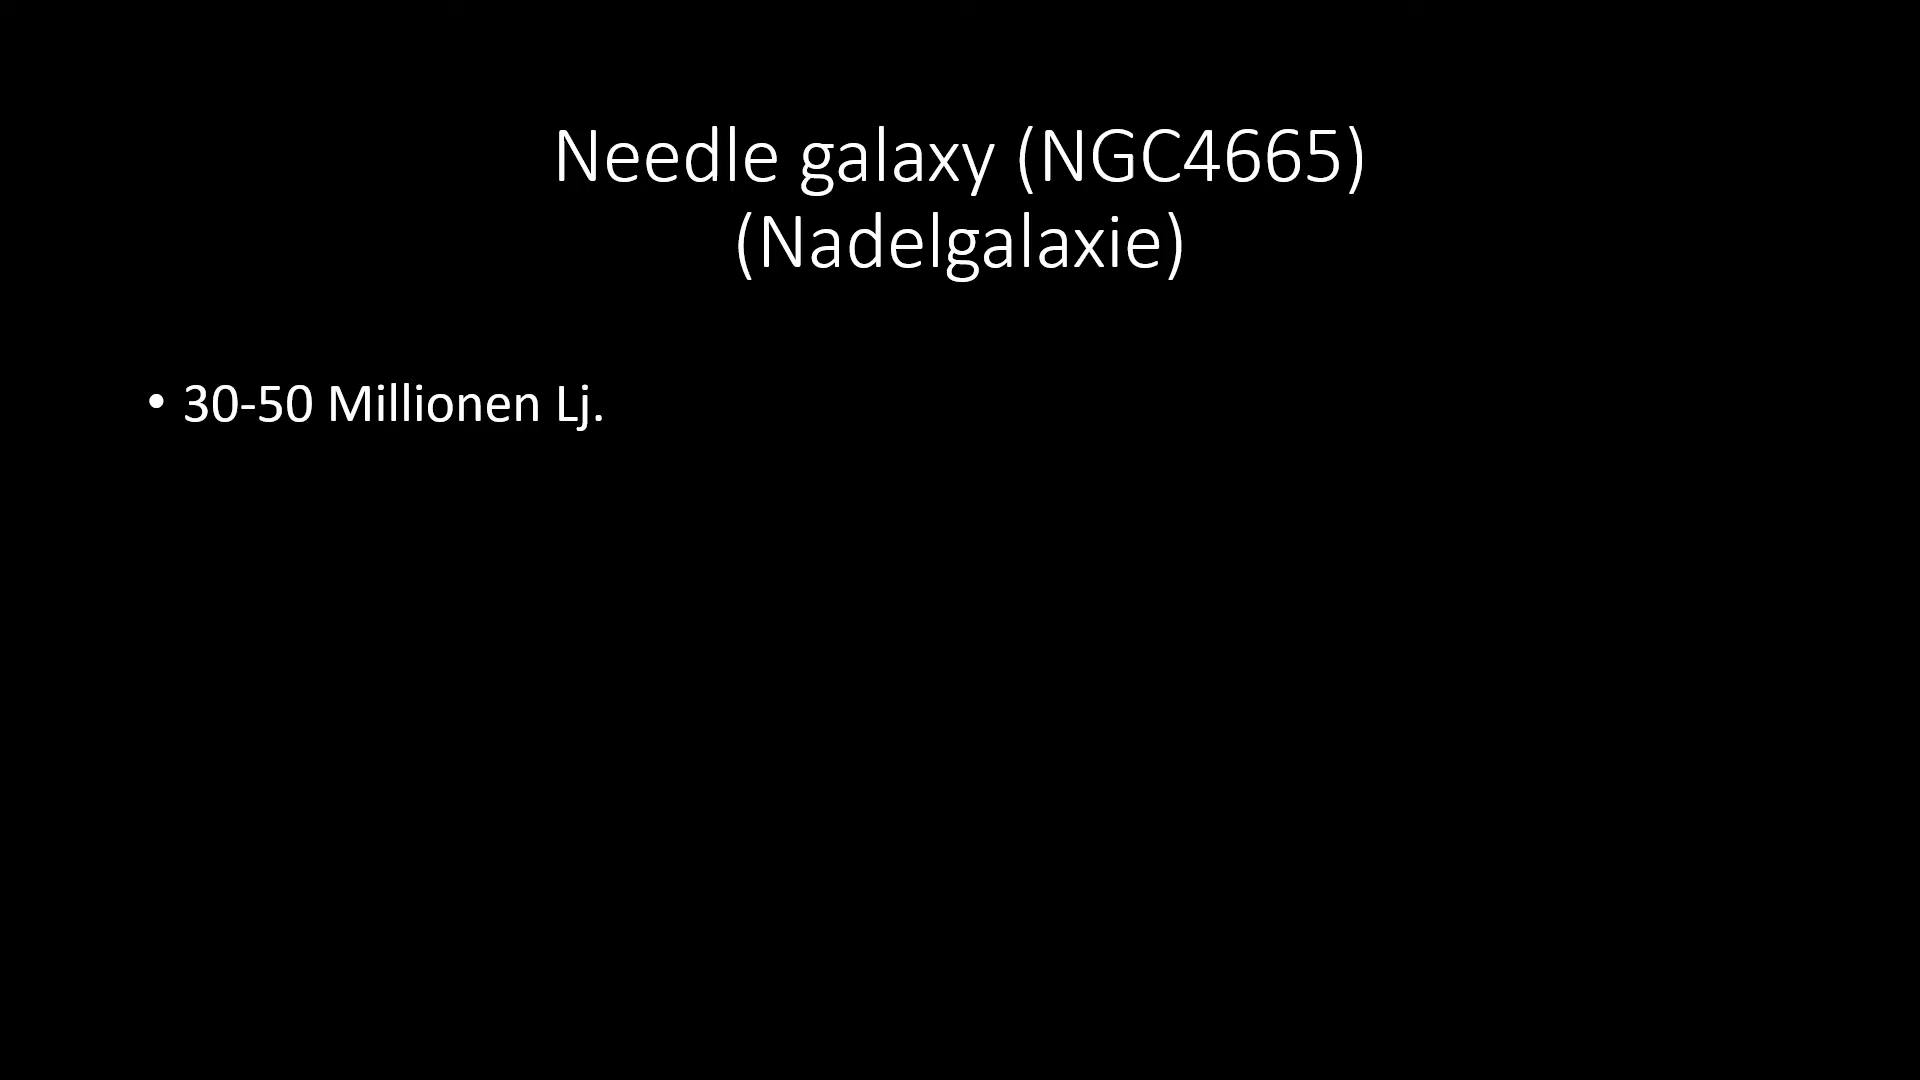 Needle galaxy (NGC4665)
(Nadelgalaxie)
• 30-50 Millionen Lj.